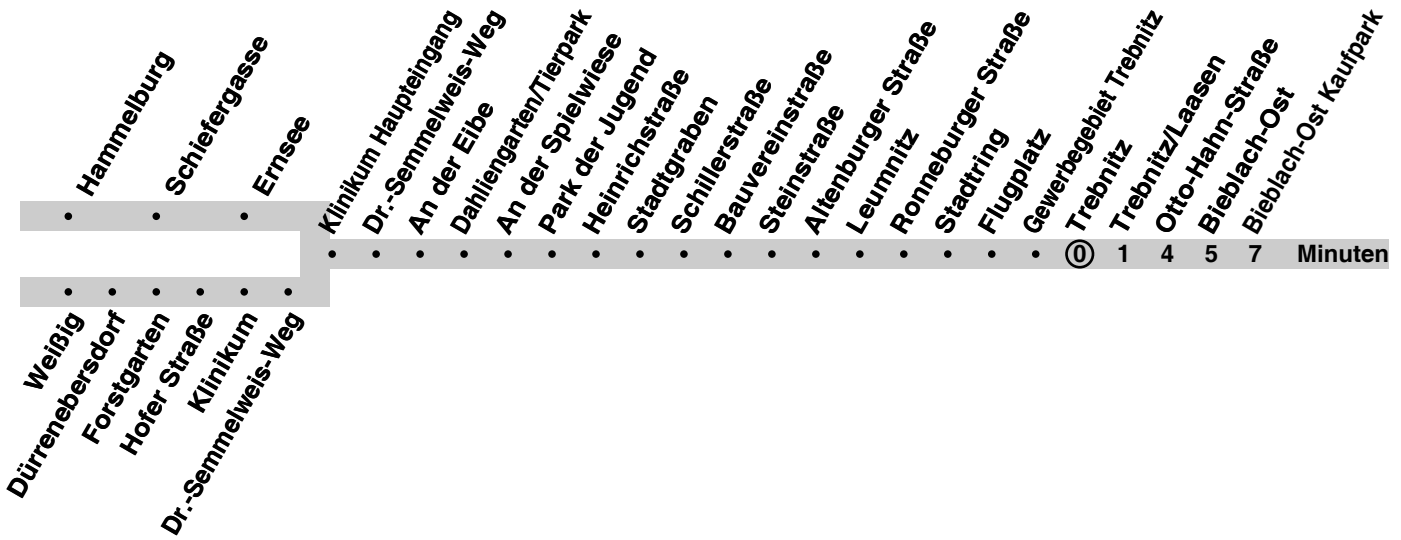 Hammelburg
Schiefergasse
Ernsee
Klinikum Haupteingang
Dr.-Semmelweis-Weg
An der Eibe
Dahliengarten/Tierpark
An der Spielwiese
Park der Jugend
Heinrichstraße
Stadtgraben
Schillerstraße
Bauvereinstraße
Steinstraße
Altenburger Straße
Leumnitz
Ronneburger Straße
Stadtring
Flugplatz
Gewerbegebiet Trebnitz
Trebnitz
Trebnitz/Laasen
Otto-Hahn-Straße
Bieblach-Ost
Bieblach-Ost Kaufpark
0 1 4 5 7 Minuten
Weißig
Dürrenebersdorf
Forstgarten
Hofer Straße
Klinikum
Dr.-Semmelweis-Weg